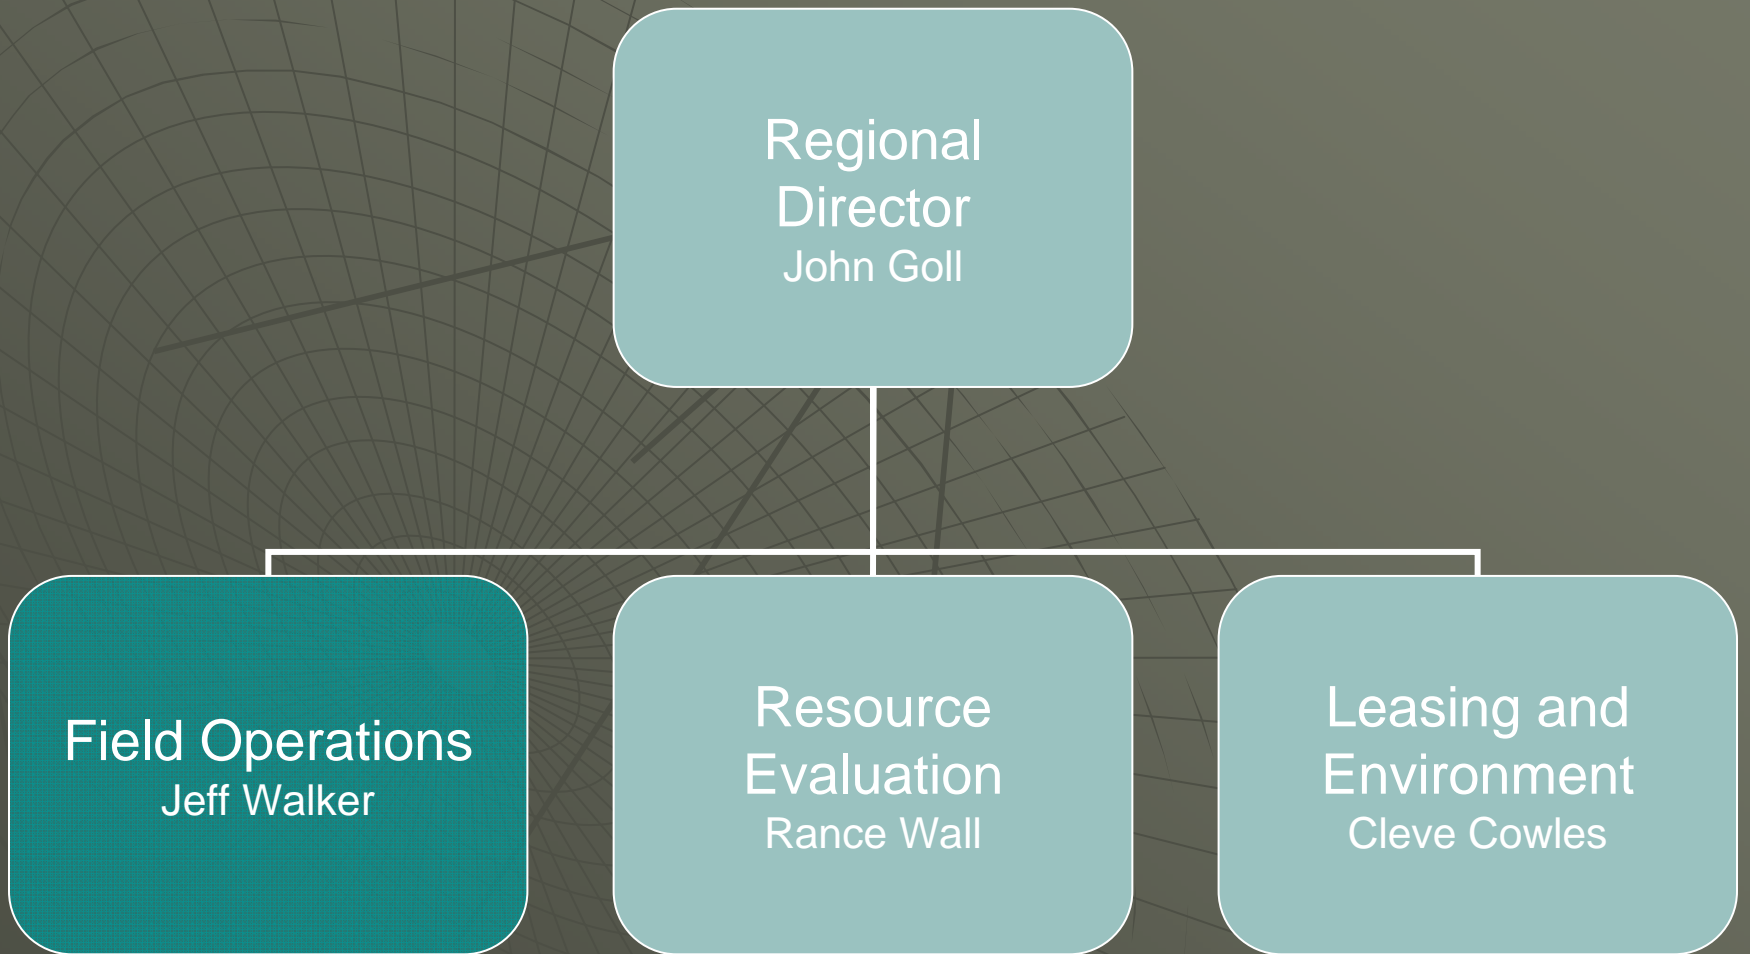 Regional
Director
John Goll
Field Operations
Jeff Walker
Resource
Evaluation
Rance Wall
Leasing and
Environment
Cleve Cowles